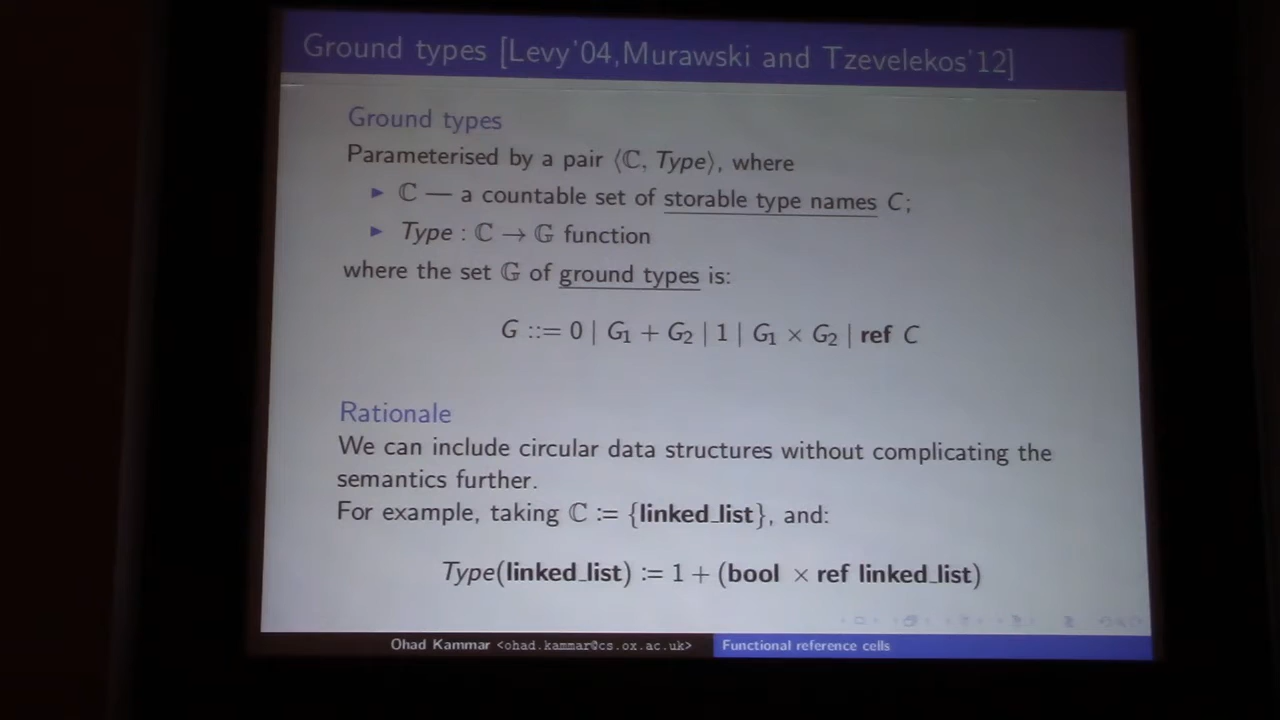 Ground types [Levy'04,Murawski and Tzevelekos'12]
Ground types
Parameterised by a pair ⟨ℂ, Type⟩, where
▶ ℂ — a countable set of storable type names C;
▶ Type : ℂ → 𝔾 function
where the set 𝔾 of ground types is:
G ::= 0 | G₁ + G₂ | 1 | G₁ × G₂ | ref C
Rationale
We can include circular data structures without complicating the
semantics further.
For example, taking ℂ := {linked_list}, and:
Type(linked_list) := 1 + (bool × ref linked_list)
Ohad Kammar <ohad.kammar@cs.ox.ac.uk>
Functional reference cells